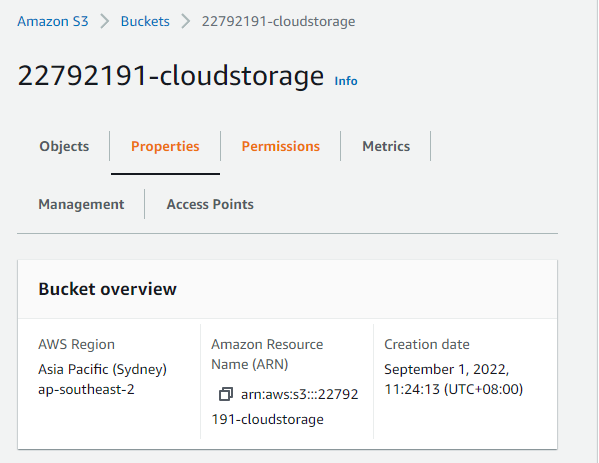 Amazon S3 > Buckets > 22792191-cloudstorage
22792191-cloudstorage Info
Objects Properties Permissions Metrics
Management Access Points
Bucket overview
AWS Region
Asia Pacific (Sydney)
ap-southeast-2
Amazon Resource
Name (ARN)
arn:aws:s3:::22792
191-cloudstorage
Creation date
September 1, 2022,
11:24:13 (UTC+08:00)